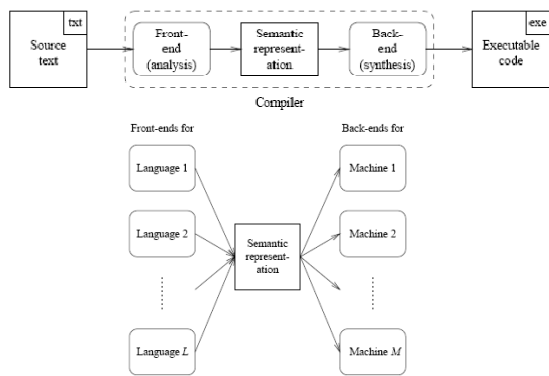 txt
Source
text
Front-
end
(analysis)
Semantic
represent-
ation
Back-
end
(synthesis)
exe
Executable
code
Compiler
Front-ends for
Back-ends for
Language 1
Machine 1
Language 2
Machine 2
Semantic
represent-
ation
Language L
Machine M